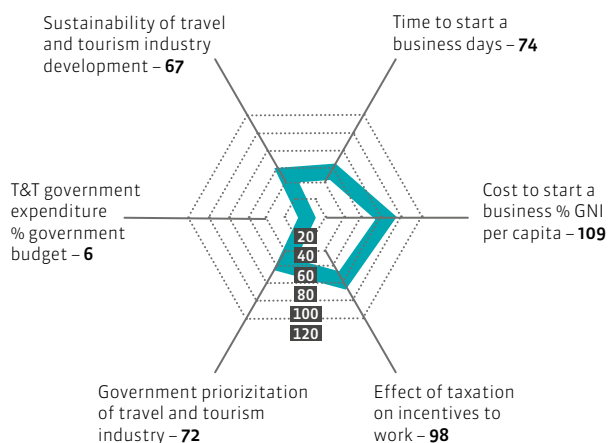 Sustainability of travel
and tourism industry
development – 67
Time to start a
business days – 74
T&T government
expenditure
% government
budget – 6
Cost to start a
business % GNI
per capita – 109
20
40
60
80
100
120
Government priorizitation
of travel and tourism
industry – 72
Effect of taxation
on incentives to
work – 98